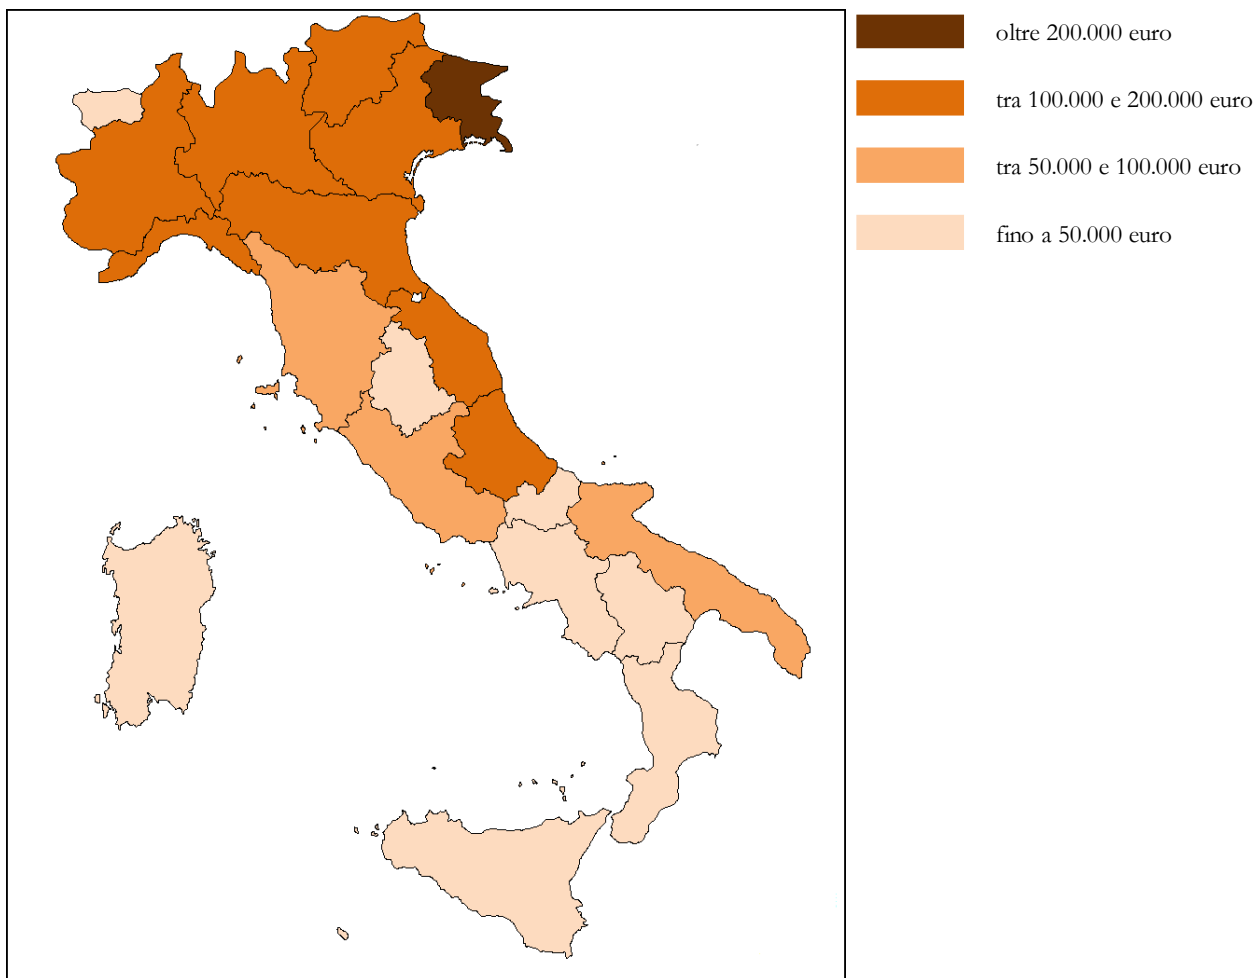 oltre 200.000 euro
tra 100.000 e 200.000 euro
tra 50.000 e 100.000 euro
fino a 50.000 euro